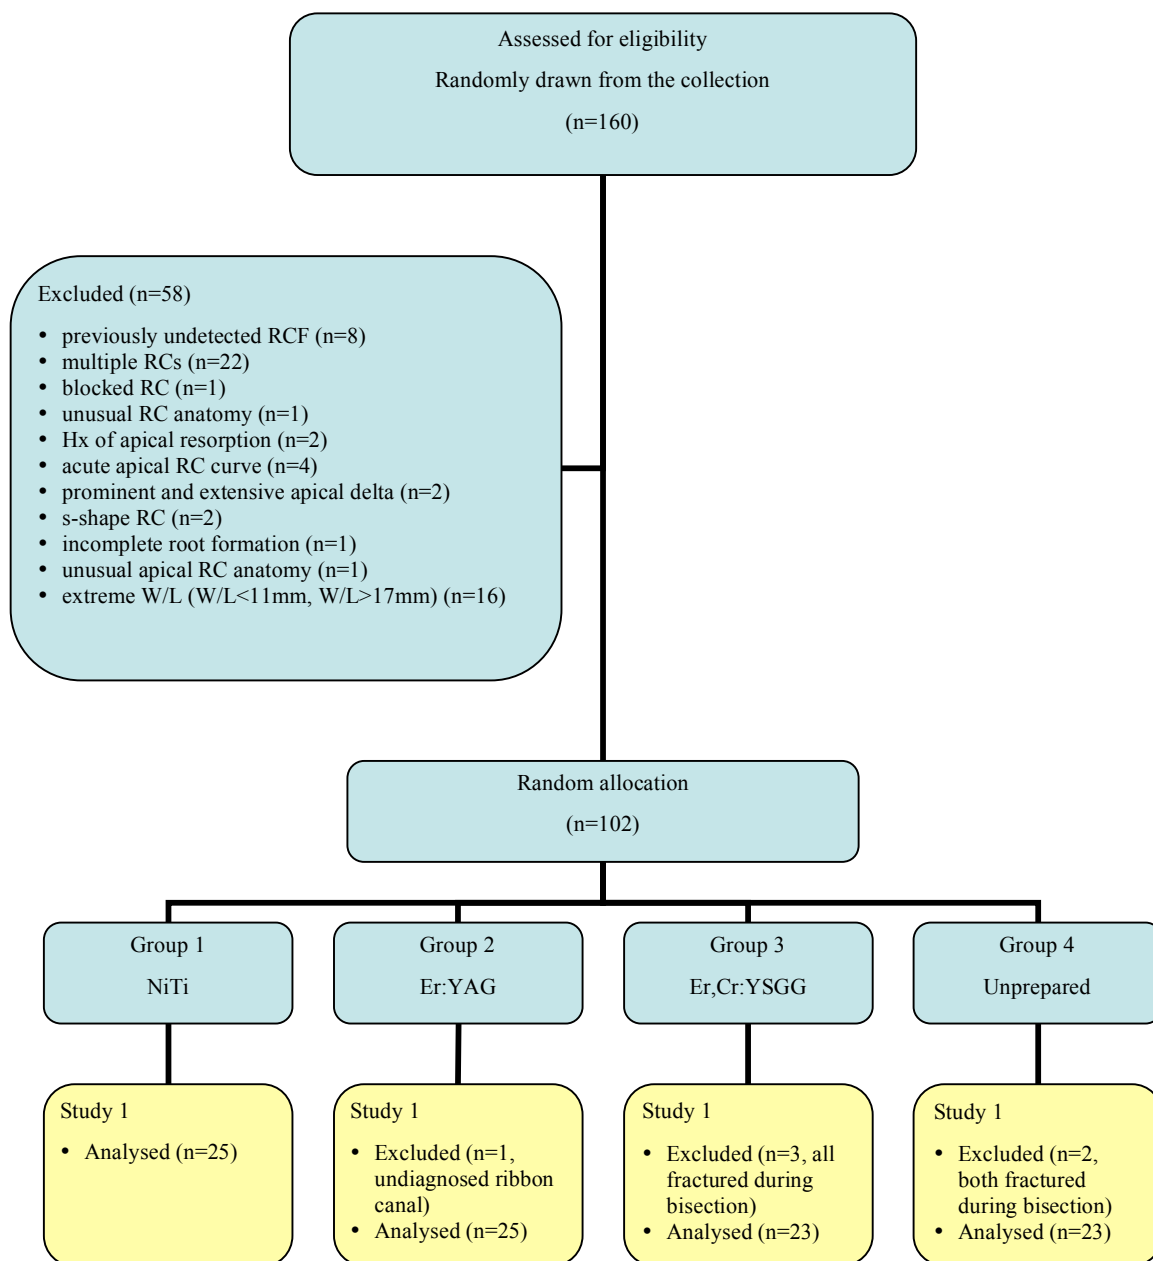 Assessed for eligibility
Randomly drawn from the collection
(n=160)
Excluded (n=58)
• previously undetected RCF (n=8)
• multiple RCs (n=22)
• blocked RC (n=1)
• unusual RC anatomy (n=1)
• Hx of apical resorption (n=2)
• acute apical RC curve (n=4)
• prominent and extensive apical delta (n=2)
• s-shape RC (n=2)
• incomplete root formation (n=1)
• unusual apical RC anatomy (n=1)
• extreme W/L (W/L<11mm, W/L>17mm) (n=16)
Random allocation
(n=102)
Group 1
NiTi
Group 2
Er:YAG
Group 3
Er,Cr:YSGG
Group 4
Unprepared
Study 1
• Analysed (n=25)
Study 1
• Excluded (n=1,
undiagnosed ribbon
canal)
• Analysed (n=25)
Study 1
• Excluded (n=3, all
fractured during
bisection)
• Analysed (n=23)
Study 1
• Excluded (n=2,
both fractured
during bisection)
• Analysed (n=23)